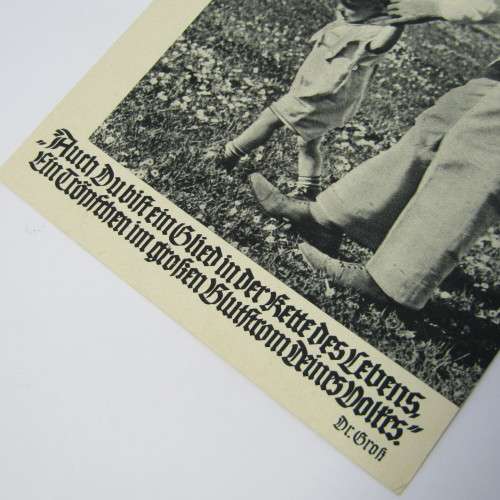 „Auch Du bist ein Glied in der Kette des Lebens,
Ein Tröpfchen im großen Blutstrom Deines Volkes.“
Dr. Groß